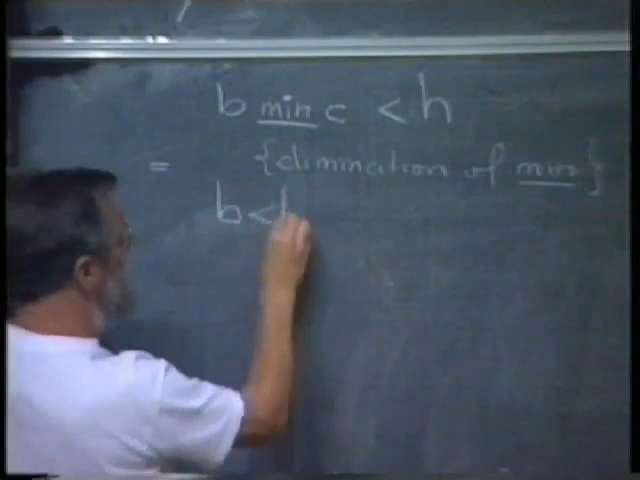 b min c < h
= {elimination of min}
b < h